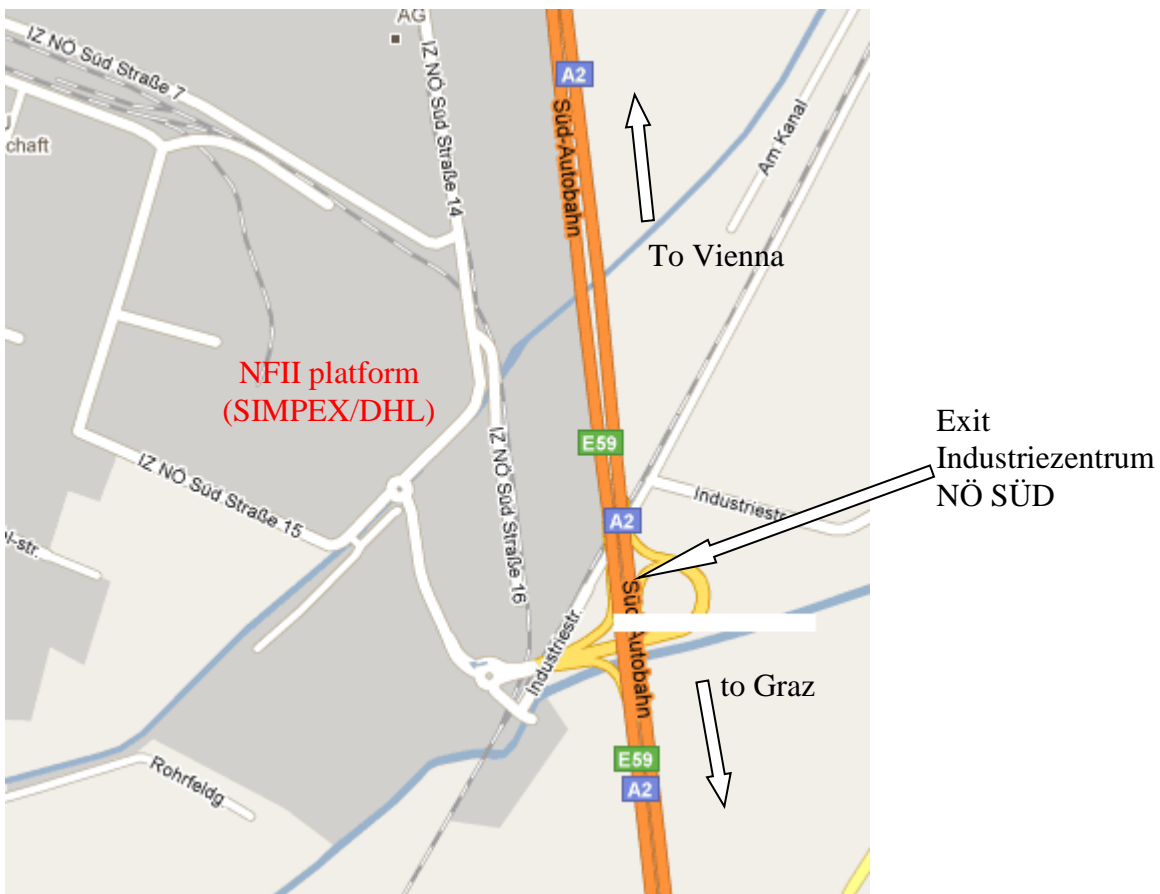 AG
IZ NÖ Süd Straße 7
IZ NÖ Süd Straße 14
A2
Süd-Autobahn
Am Kanal
chaft
To Vienna
NFII platform
(SIMPEX/DHL)
E59
Exit
Industriezentrum
NÖ SÜD
IZ NÖ Süd Straße 15
IZ NÖ Süd Straße 16
Industriestr.
A2
el-str.
Süd-Autobahn
Industriestr.
to Graz
E59
A2
Rohrfeldg